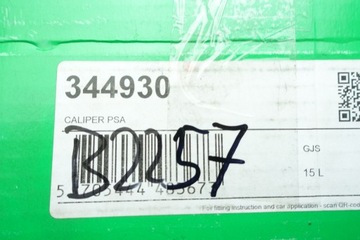 344930
CALIPER PSA
B2257
GJS
15 L
For fitting instruction and car application - scan QR-code